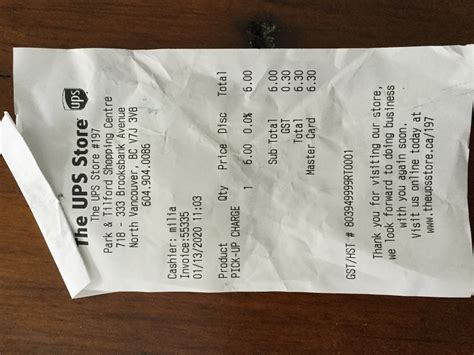 ups
The UPS Store
The UPS Store #197
Park & Tilford Shopping Centre
718 - 333 Brooksbank Avenue
North Vancouver, BC V7J 3V8
604.904.0086
Cashier: milia
Invoice:55335
01/13/2020 11:03
Product Qty Price Disc Total
PICK-UP CHARGE 1 6.00 0.0% 6.00
Sub Total 6.00
GST 0.30
Total 6.30
Master Card 6.30
GST/HST # 803949999RT0001
Thank you for visiting our store,
we look forward to doing business
with you again soon.
Visit us online today at
www.theupsstore.ca/197